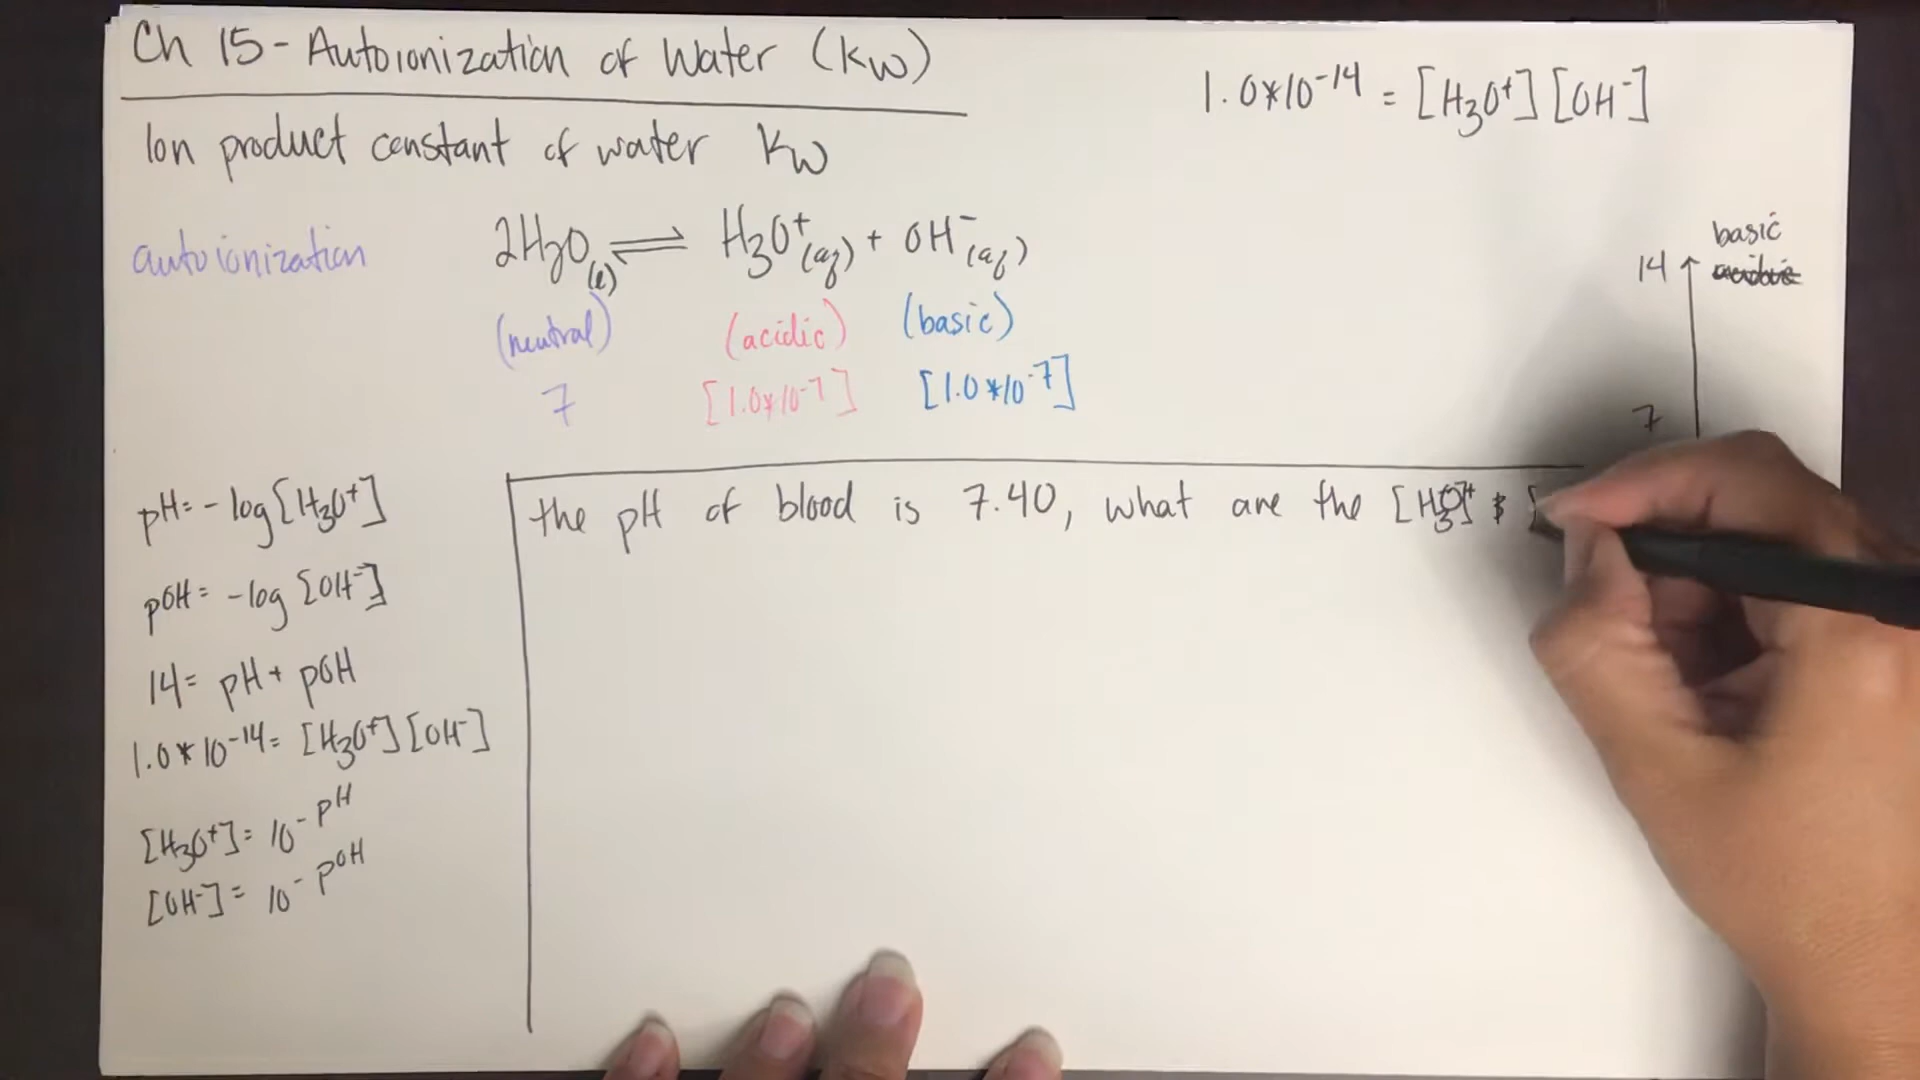 Ch 15 - Autoionization of Water (Kw)
1.0*10⁻¹⁴ = [H₃O⁺][OH⁻]
Ion product constant of water Kw
autoionization 2H₂O(l) ⇌ H₃O⁺(aq) + OH⁻(aq)
(neutral) (acidic) (basic)
7 [1.0*10⁻⁷] [1.0*10⁻⁷]
basic
14
7
pH = -log[H₃O⁺]
pOH = -log[OH⁻]
14 = pH + pOH
1.0*10⁻¹⁴ = [H₃O⁺][OH⁻]
[H₃O⁺] = 10^-pH
[OH⁻] = 10^-pOH
the pH of blood is 7.40, what are the [H₃O⁺] & [